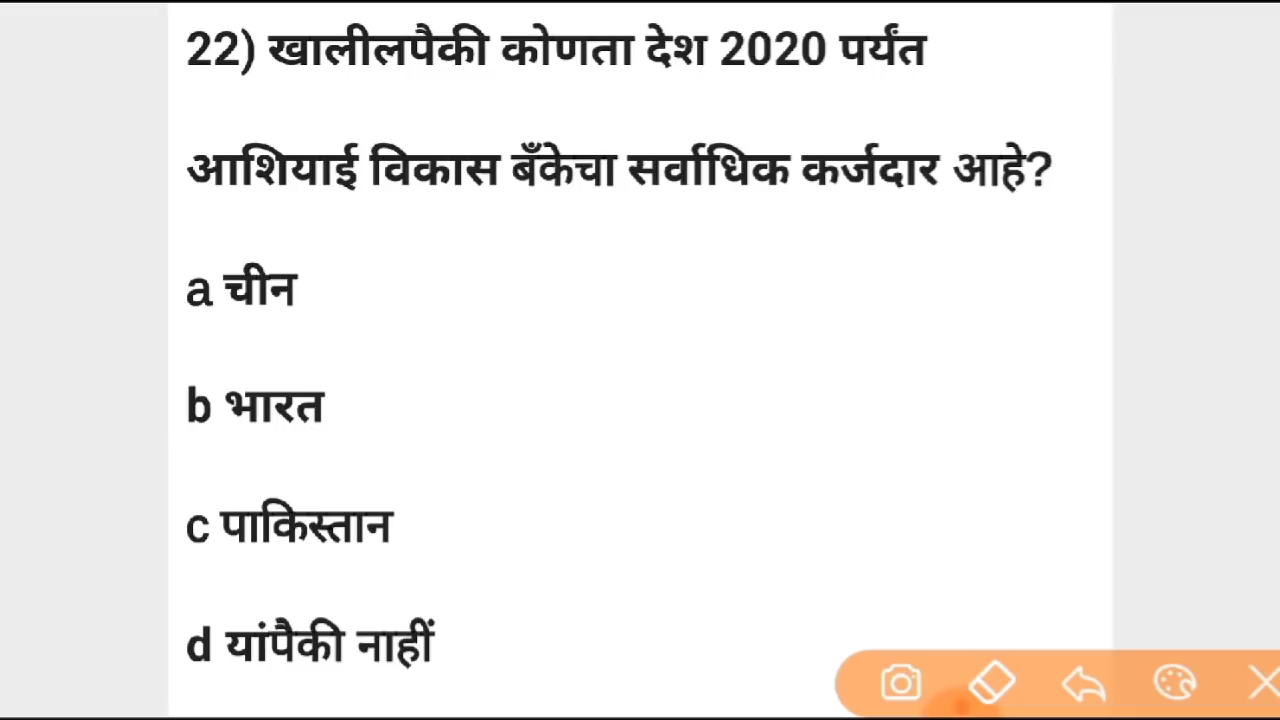 22) खालीलपैकी कोणता देश 2020 पर्यंत
आशियाई विकास बँकेचा सर्वाधिक कर्जदार आहे?
a चीन
b भारत
c पाकिस्तान
d यांपैकी नाहीं